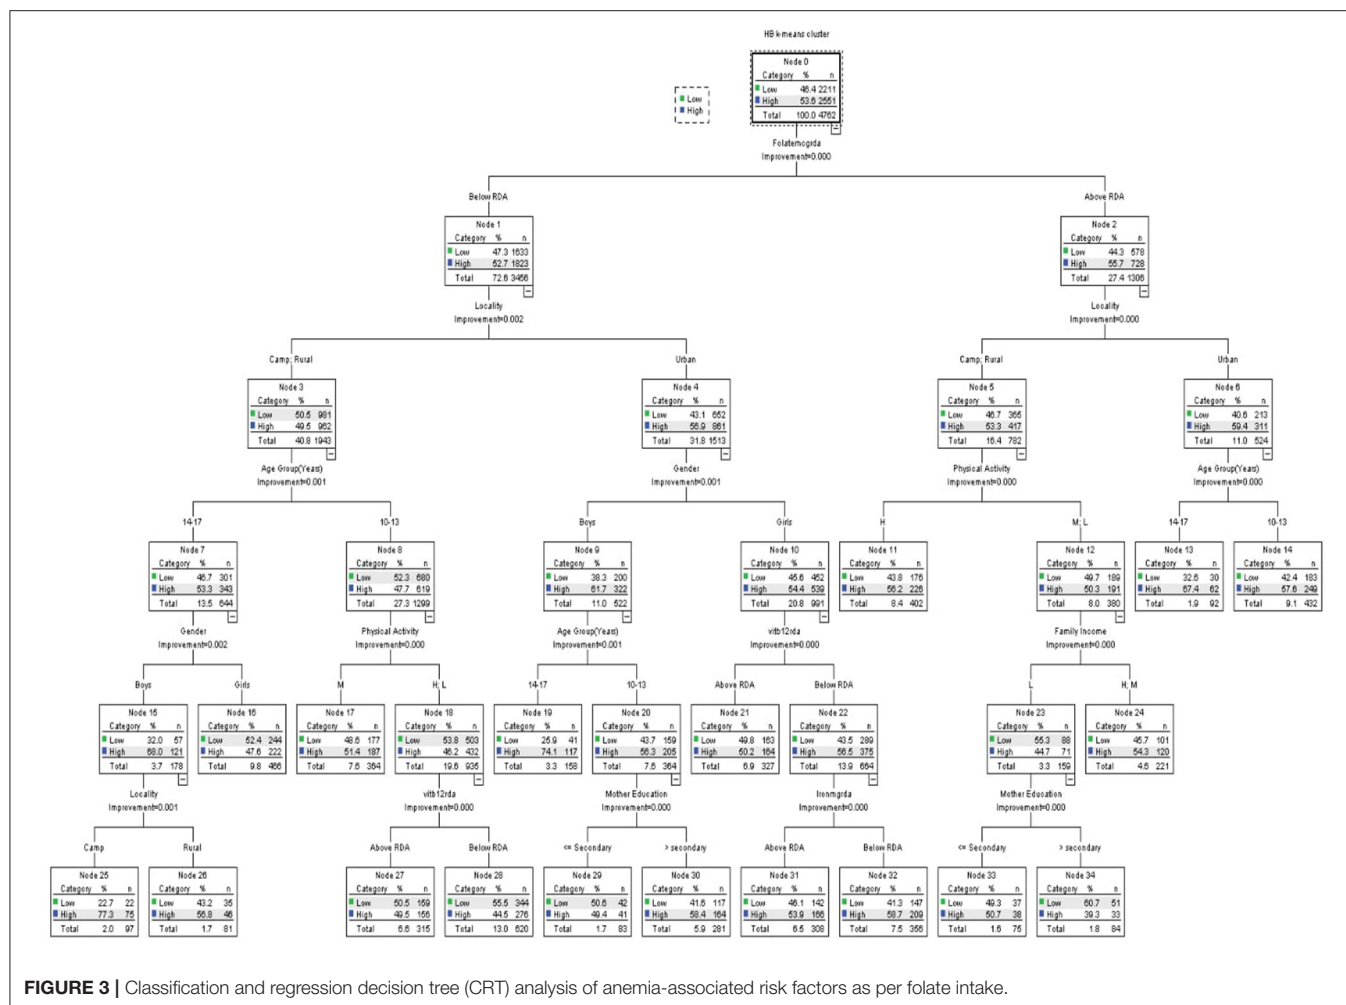 HB k-means cluster
Node 0
Category % n
Low 46.4 2211
High 53.6 2551
Total 100.0 4762
Low
High
Folatemcgrda
Improvement=0.000
Below RDA
Above RDA
Node 1
Category % n
Low 47.3 1633
High 52.7 1823
Total 72.6 3456
Node 2
Category % n
Low 44.3 578
High 55.7 728
Total 27.4 1306
Locality
Improvement=0.002
Locality
Improvement=0.000
Camp; Rural
Urban
Camp; Rural
Urban
Node 3
Category % n
Low 50.5 981
High 49.5 962
Total 40.8 1943
Node 4
Category % n
Low 43.1 652
High 56.9 861
Total 31.8 1513
Node 5
Category % n
Low 46.7 365
High 53.3 417
Total 16.4 782
Node 6
Category % n
Low 40.6 213
High 59.4 311
Total 11.0 524
Age Group(Years)
Improvement=0.001
Gender
Improvement=0.001
Physical Activity
Improvement=0.000
Age Group(Years)
Improvement=0.000
14-17
10-13
Boys
Girls
H
M; L
14-17
10-13
Node 7
Category % n
Low 46.7 301
High 53.3 343
Total 13.5 644
Node 8
Category % n
Low 52.3 680
High 47.7 619
Total 27.3 1299
Node 9
Category % n
Low 38.3 200
High 61.7 322
Total 11.0 522
Node 10
Category % n
Low 45.6 452
High 54.4 539
Total 20.8 991
Node 11
Category % n
Low 43.8 176
High 56.2 226
Total 8.4 402
Node 12
Category % n
Low 49.7 189
High 50.3 191
Total 8.0 380
Node 13
Category % n
Low 32.6 30
High 67.4 62
Total 1.9 92
Node 14
Category % n
Low 42.4 183
High 57.6 249
Total 9.1 432
Gender
Improvement=0.002
Physical Activity
Improvement=0.000
Age Group(Years)
Improvement=0.001
vitb12rda
Improvement=0.000
Family Income
Improvement=0.000
Boys
Girls
M
H; L
14-17
10-13
Above RDA
Below RDA
L
H; M
Node 15
Category % n
Low 32.0 57
High 68.0 121
Total 3.7 178
Node 16
Category % n
Low 52.4 244
High 47.6 222
Total 9.8 466
Node 17
Category % n
Low 48.6 177
High 51.4 187
Total 7.6 364
Node 18
Category % n
Low 53.8 503
High 46.2 432
Total 19.6 935
Node 19
Category % n
Low 25.9 41
High 74.1 117
Total 3.3 158
Node 20
Category % n
Low 43.7 159
High 56.3 205
Total 7.6 364
Node 21
Category % n
Low 49.8 163
High 50.2 164
Total 6.9 327
Node 22
Category % n
Low 43.5 289
High 56.5 375
Total 13.9 664
Node 23
Category % n
Low 55.3 88
High 44.7 71
Total 3.3 159
Node 24
Category % n
Low 45.7 101
High 54.3 120
Total 4.6 221
Locality
Improvement=0.001
vitb12rda
Improvement=0.000
Mother Education
Improvement=0.000
Ironmgrda
Improvement=0.000
Mother Education
Improvement=0.000
Camp
Rural
Above RDA
Below RDA
<= Secondary
> secondary
Above RDA
Below RDA
<= Secondary
> secondary
Node 25
Category % n
Low 22.7 22
High 77.3 75
Total 2.0 97
Node 26
Category % n
Low 43.2 35
High 56.8 46
Total 1.7 81
Node 27
Category % n
Low 50.5 159
High 49.5 156
Total 6.6 315
Node 28
Category % n
Low 55.5 344
High 44.5 276
Total 13.0 620
Node 29
Category % n
Low 50.6 42
High 49.4 41
Total 1.7 83
Node 30
Category % n
Low 41.6 117
High 58.4 164
Total 5.9 281
Node 31
Category % n
Low 46.1 142
High 53.9 166
Total 6.5 308
Node 32
Category % n
Low 41.3 147
High 58.7 209
Total 7.5 356
Node 33
Category % n
Low 49.3 37
High 50.7 38
Total 1.6 75
Node 34
Category % n
Low 60.7 51
High 39.3 33
Total 1.8 84
FIGURE 3 | Classification and regression decision tree (CRT) analysis of anemia-associated risk factors as per folate intake.